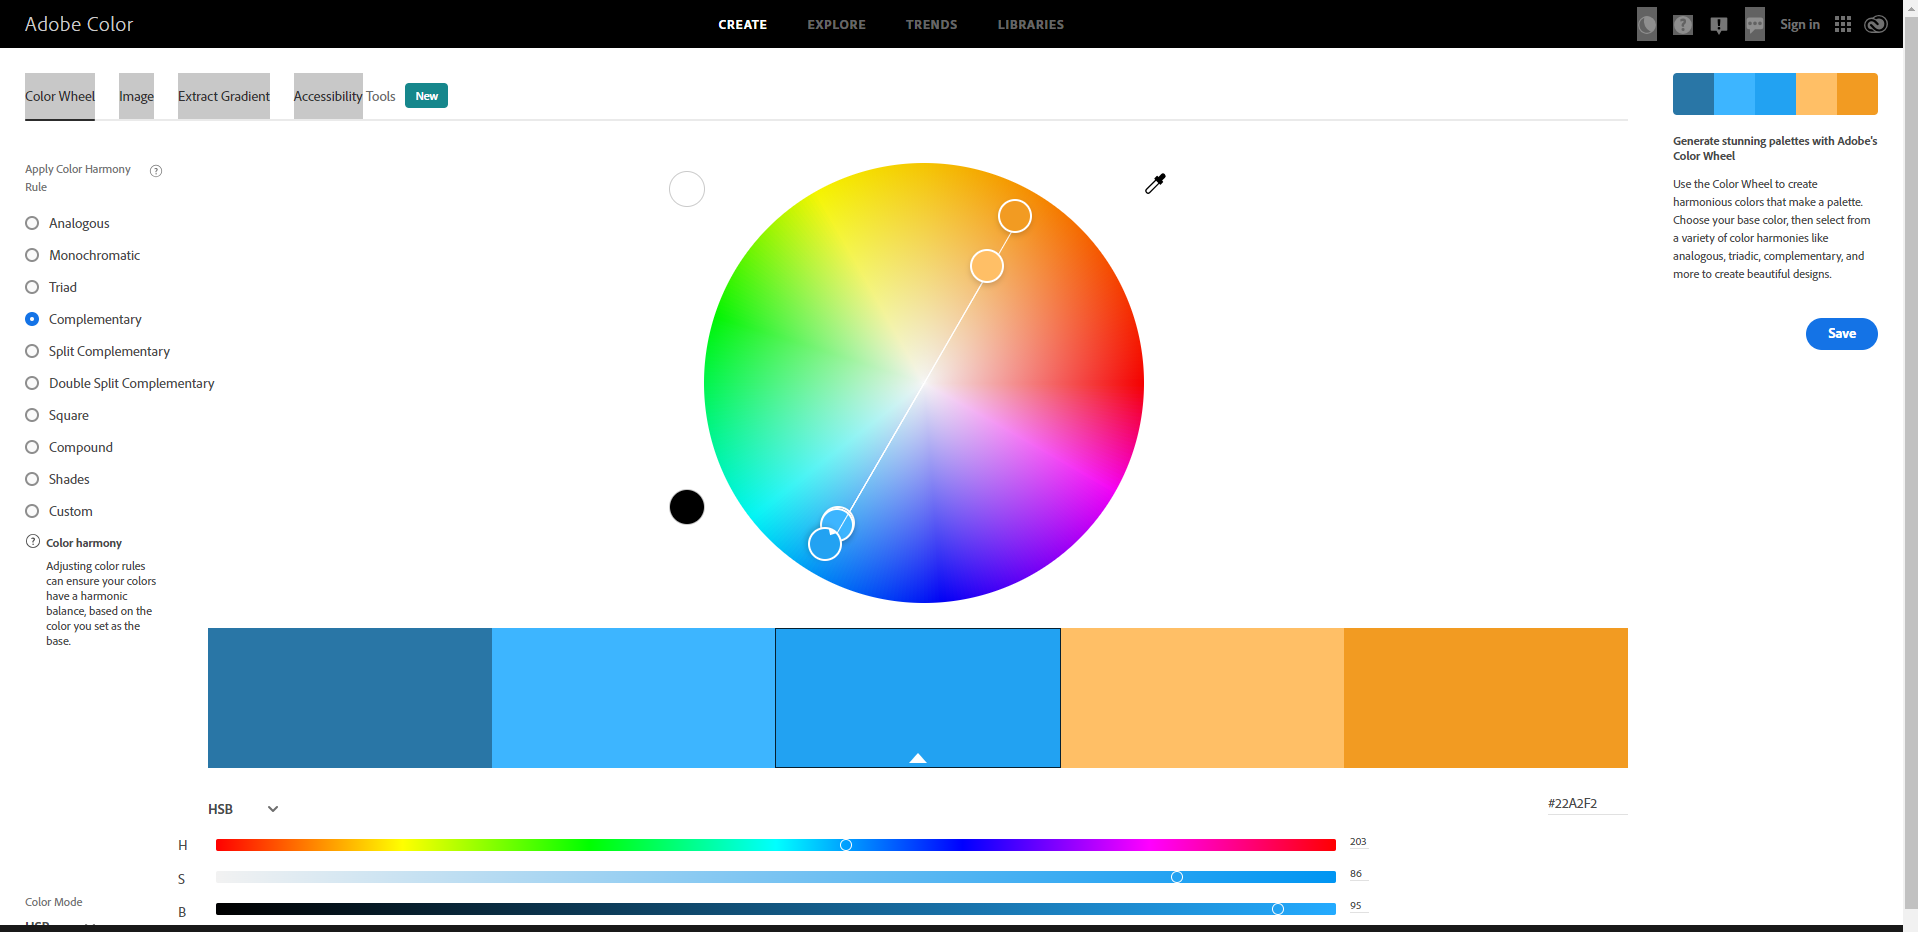 Adobe Color
CREATE EXPLORE TRENDS LIBRARIES
Sign in
Color Wheel Image Extract Gradient Accessibility Tools New
Apply Color Harmony
Rule
Analogous
Monochromatic
Triad
Complementary
Split Complementary
Double Split Complementary
Square
Compound
Shades
Custom
Color harmony
Adjusting color rules
can ensure your colors
have a harmonic
balance, based on the
color you set as the
base.
Generate stunning palettes with Adobe's
Color Wheel
Use the Color Wheel to create
harmonious colors that make a palette.
Choose your base color, then select from
a variety of color harmonies like
analogous, triadic, complementary, and
more to create beautiful designs.
Save
HSB
#22A2F2
H 203
S 86
B 95
Color Mode